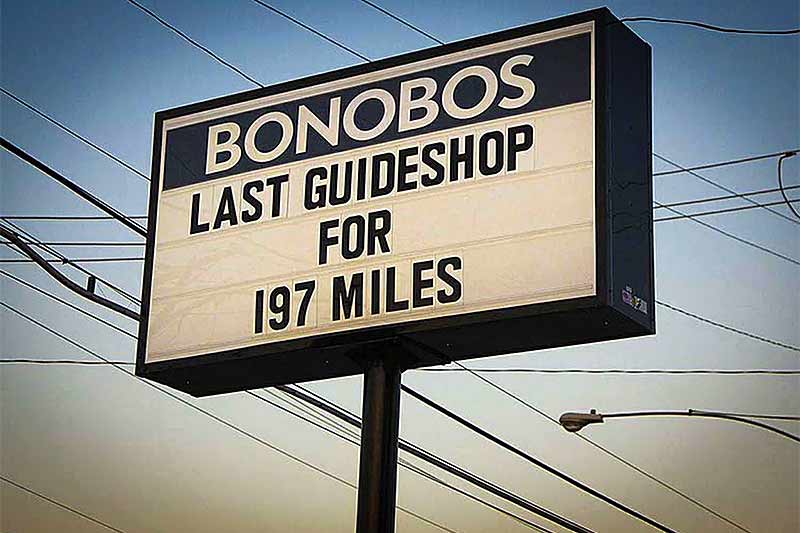 BONOBOS
LAST GUIDESHOP
FOR
197 MILES